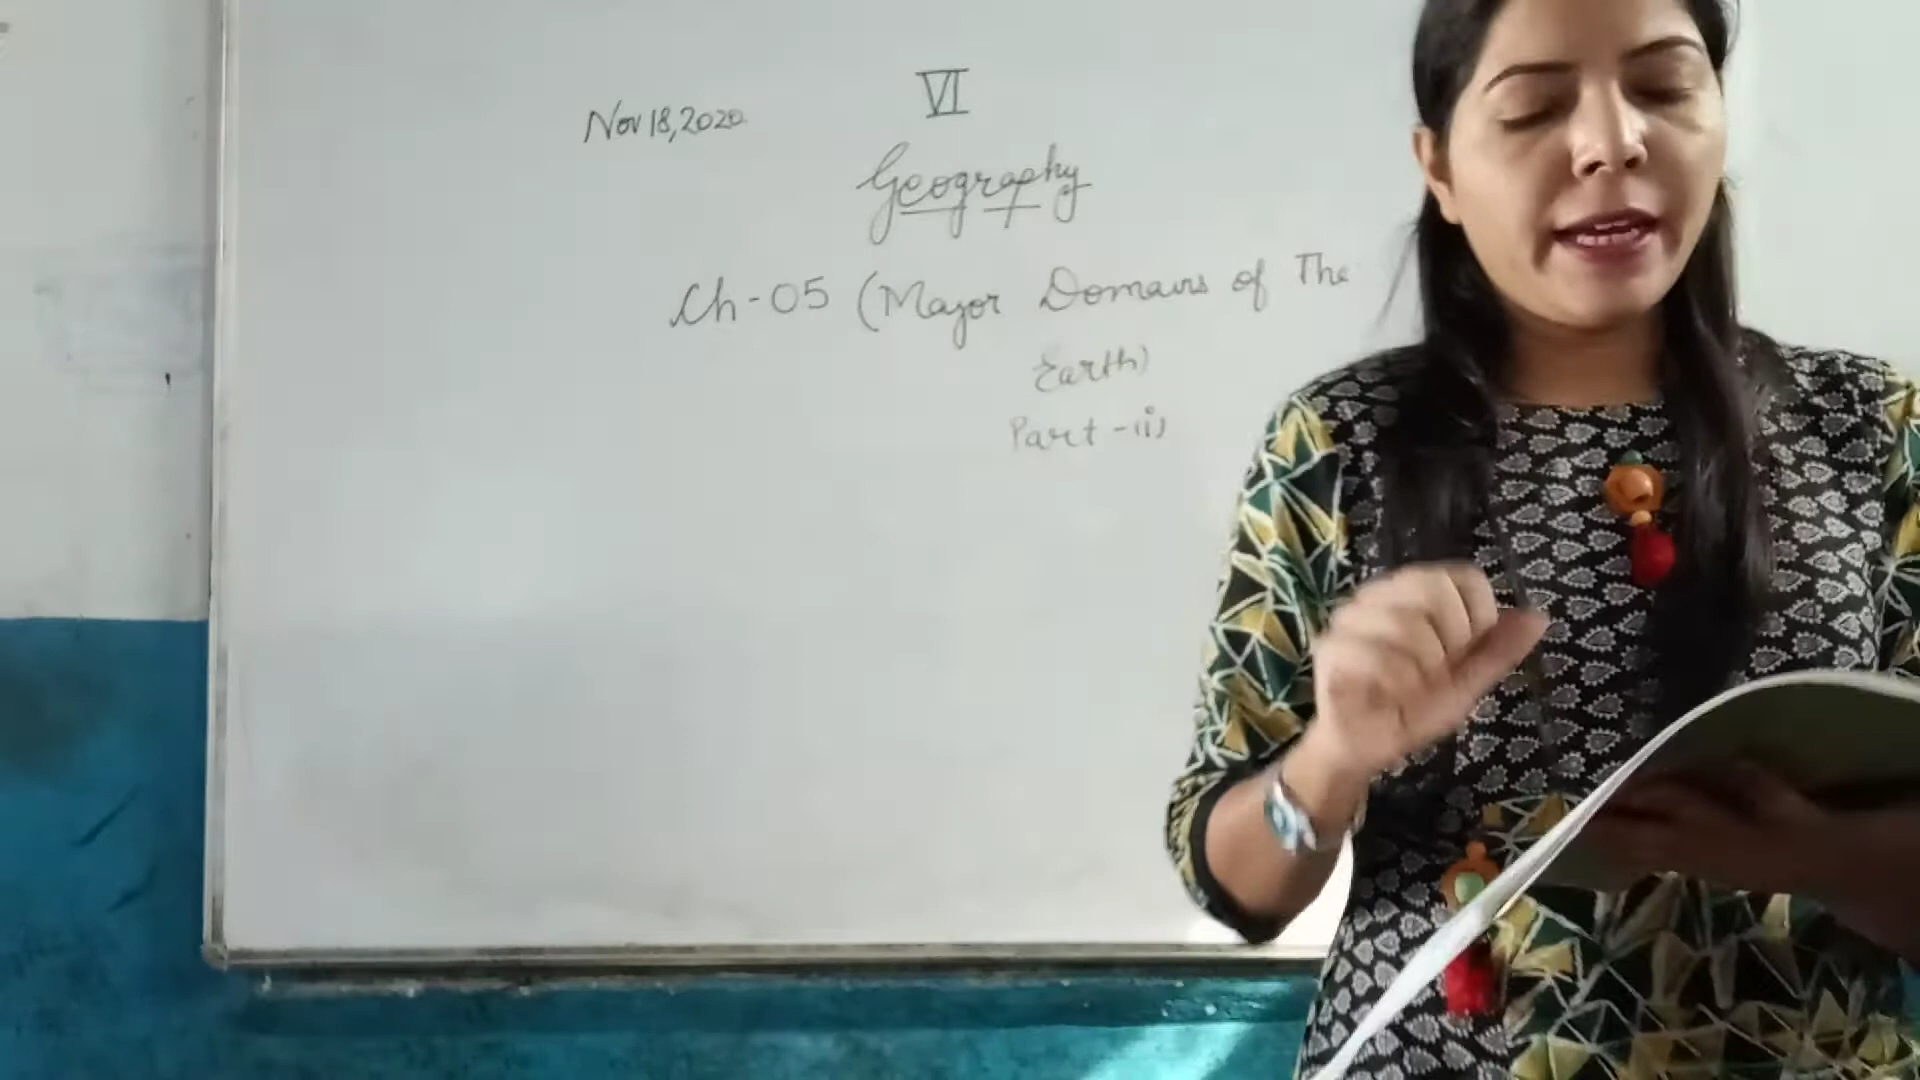 VI
Nov 18, 2020
Geography
Ch-05 (Major Domains of The
Earth)
Part-ii)